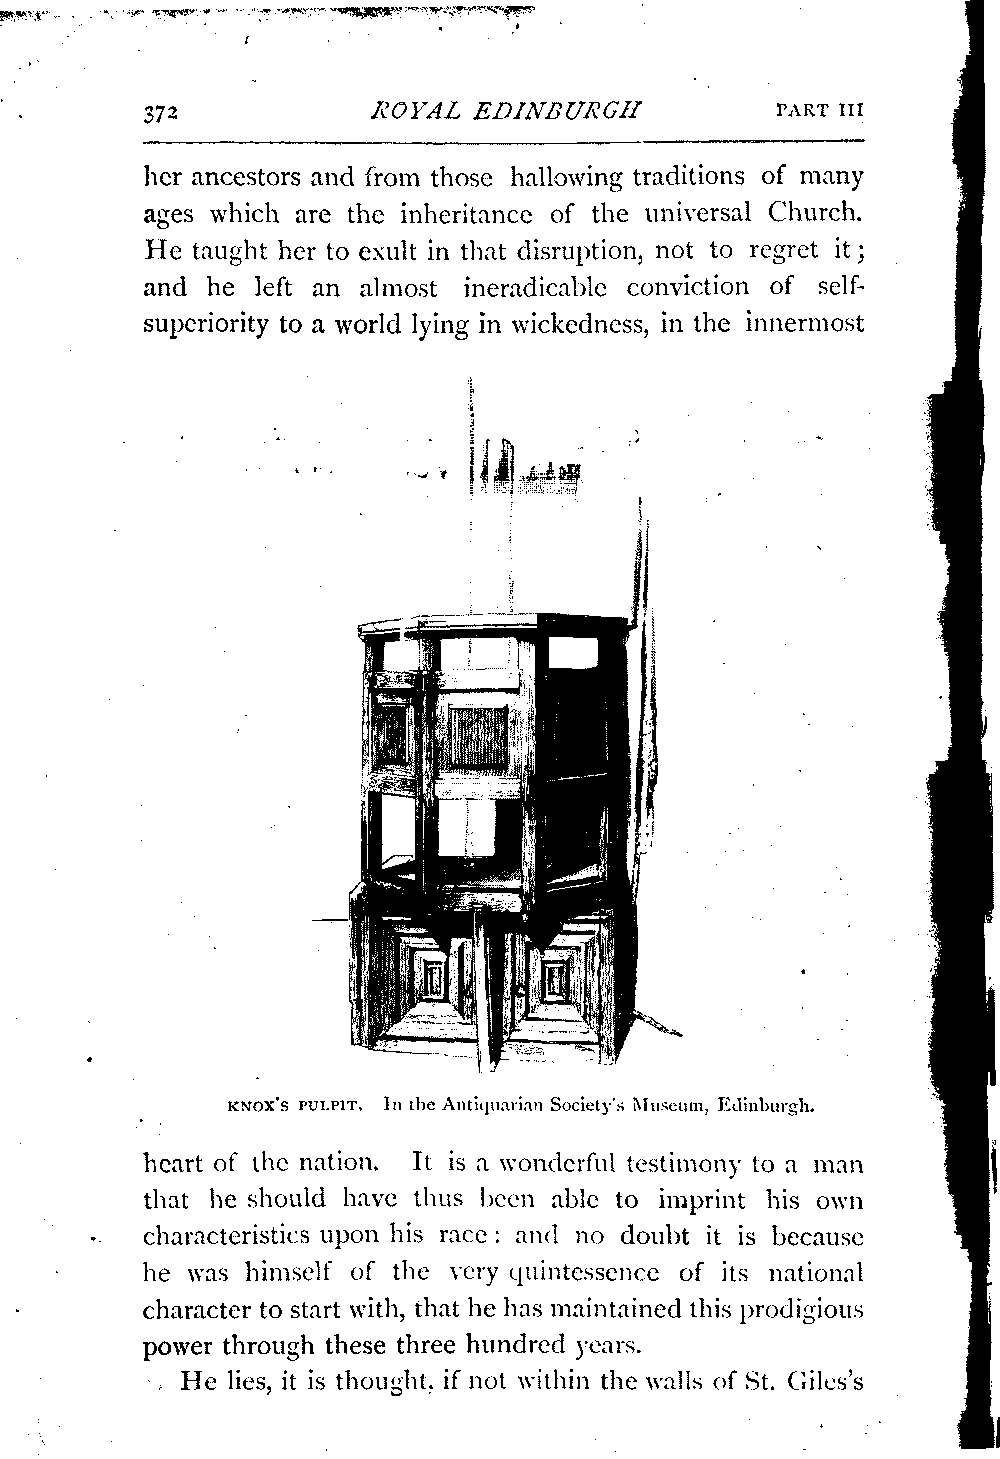 372 ROYAL EDINBURGH PART III
her ancestors and from those hallowing traditions of many
ages which are the inheritance of the universal Church.
He taught her to exult in that disruption, not to regret it;
and he left an almost ineradicable conviction of self-
superiority to a world lying in wickedness, in the innermost
KNOX'S PULPIT. In the Antiquarian Society's Museum, Edinburgh.
heart of the nation. It is a wonderful testimony to a man
that he should have thus been able to imprint his own
characteristics upon his race: and no doubt it is because
he was himself of the very quintessence of its national
character to start with, that he has maintained this prodigious
power through these three hundred years.
He lies, it is thought, if not within the walls of St. Giles's